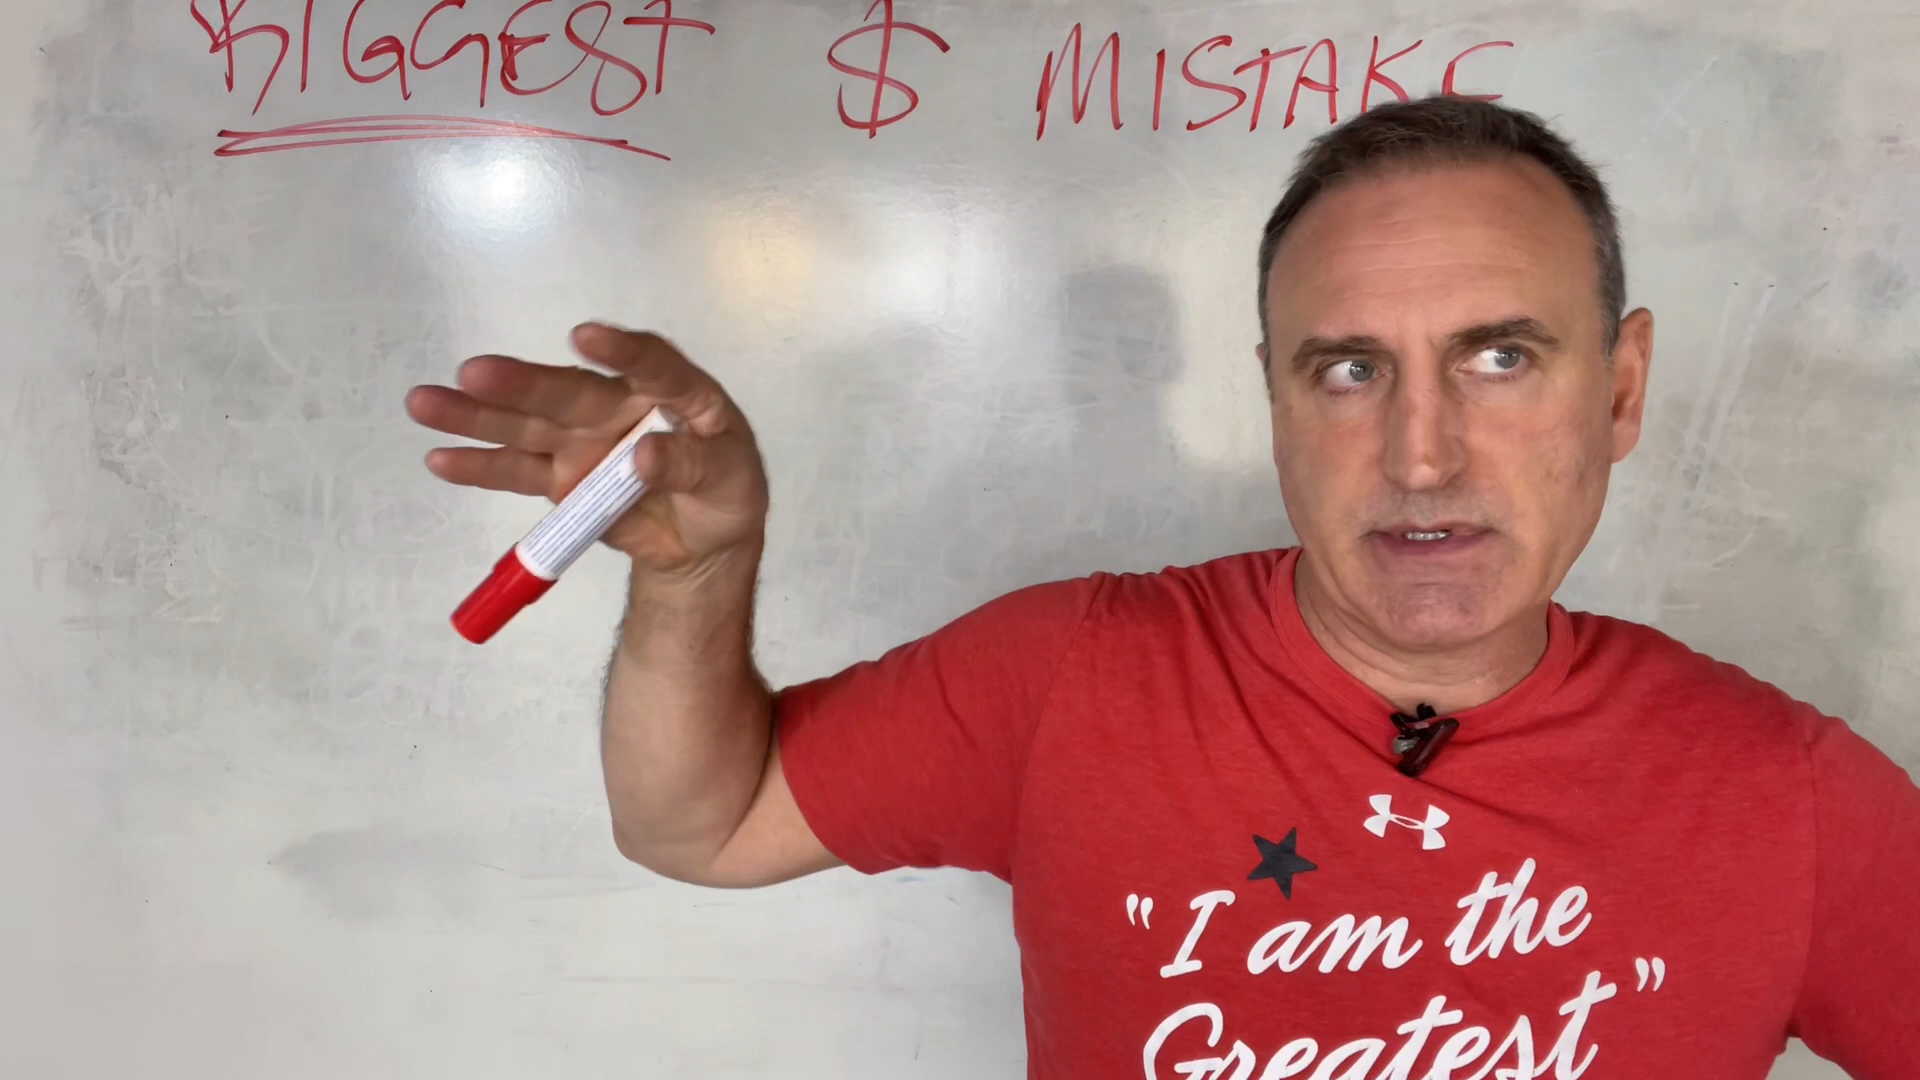 BIGGEST $ MISTAKE
"I am the
Greatest"